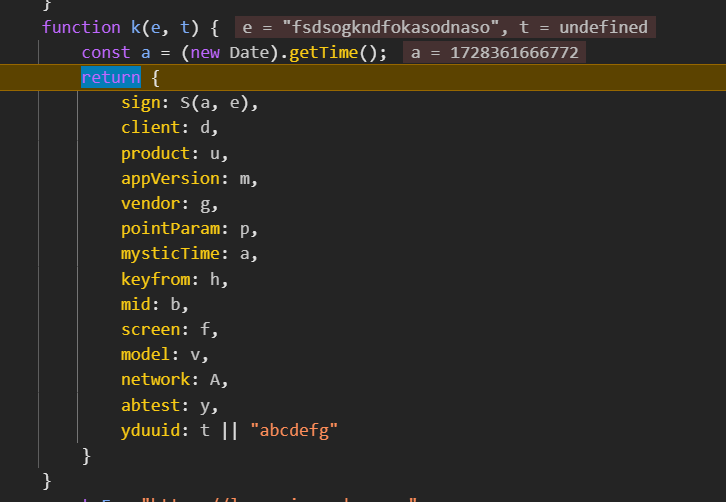 }
function k(e, t) { e = "fsdsogkndfokasodnaso", t = undefined
const a = (new Date).getTime(); a = 1728361666772
return {
sign: S(a, e),
client: d,
product: u,
appVersion: m,
vendor: g,
pointParam: p,
mysticTime: a,
keyfrom: h,
mid: b,
screen: f,
model: v,
network: A,
abtest: y,
yduuid: t || "abcdefg"
}
}